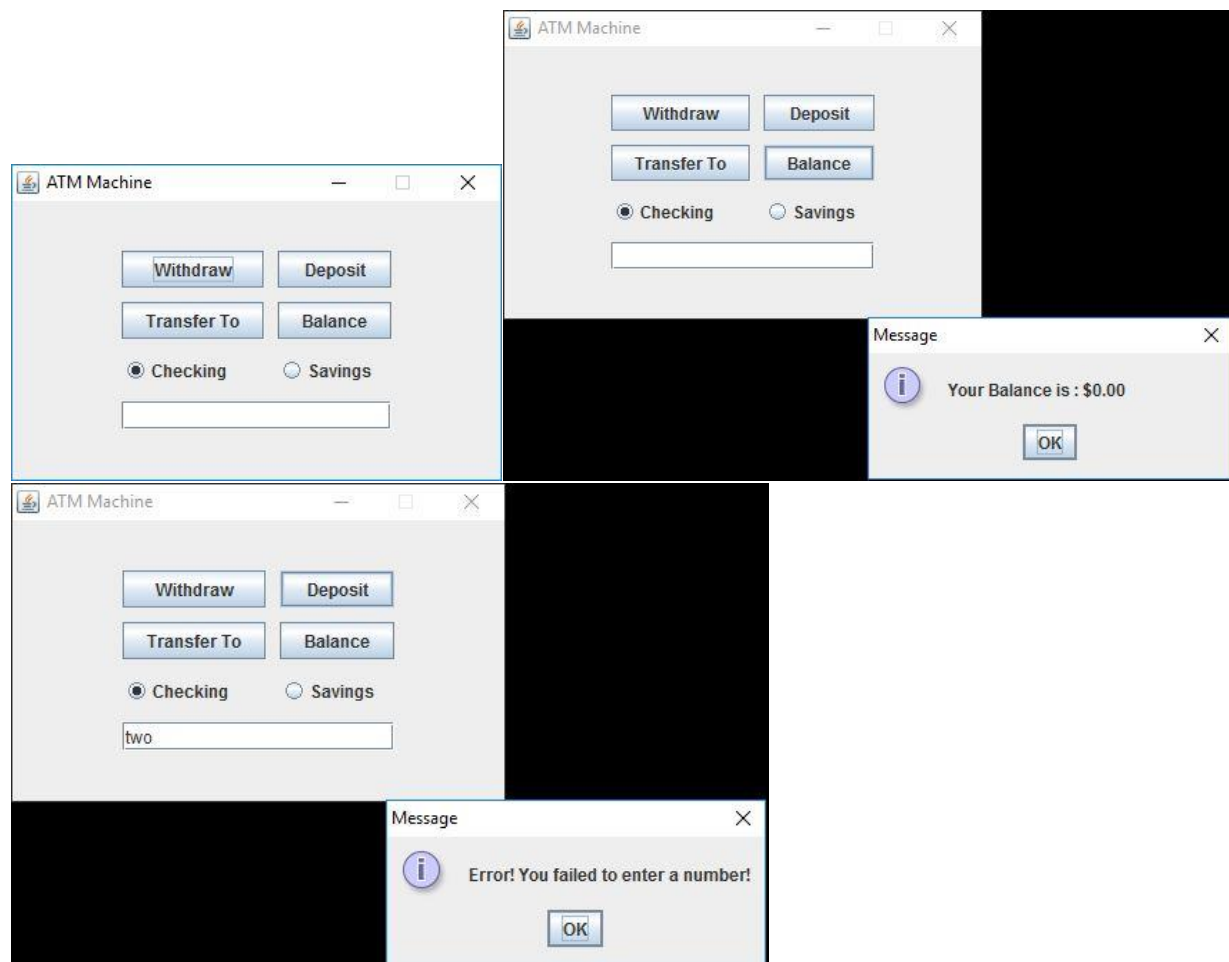 ATM Machine
Withdraw Deposit
Transfer To Balance
Checking Savings
ATM Machine
Withdraw Deposit
Transfer To Balance
Checking Savings
Message
Your Balance is : $0.00
OK
ATM Machine
Withdraw Deposit
Transfer To Balance
Checking Savings
two
Message
Error! You failed to enter a number!
OK